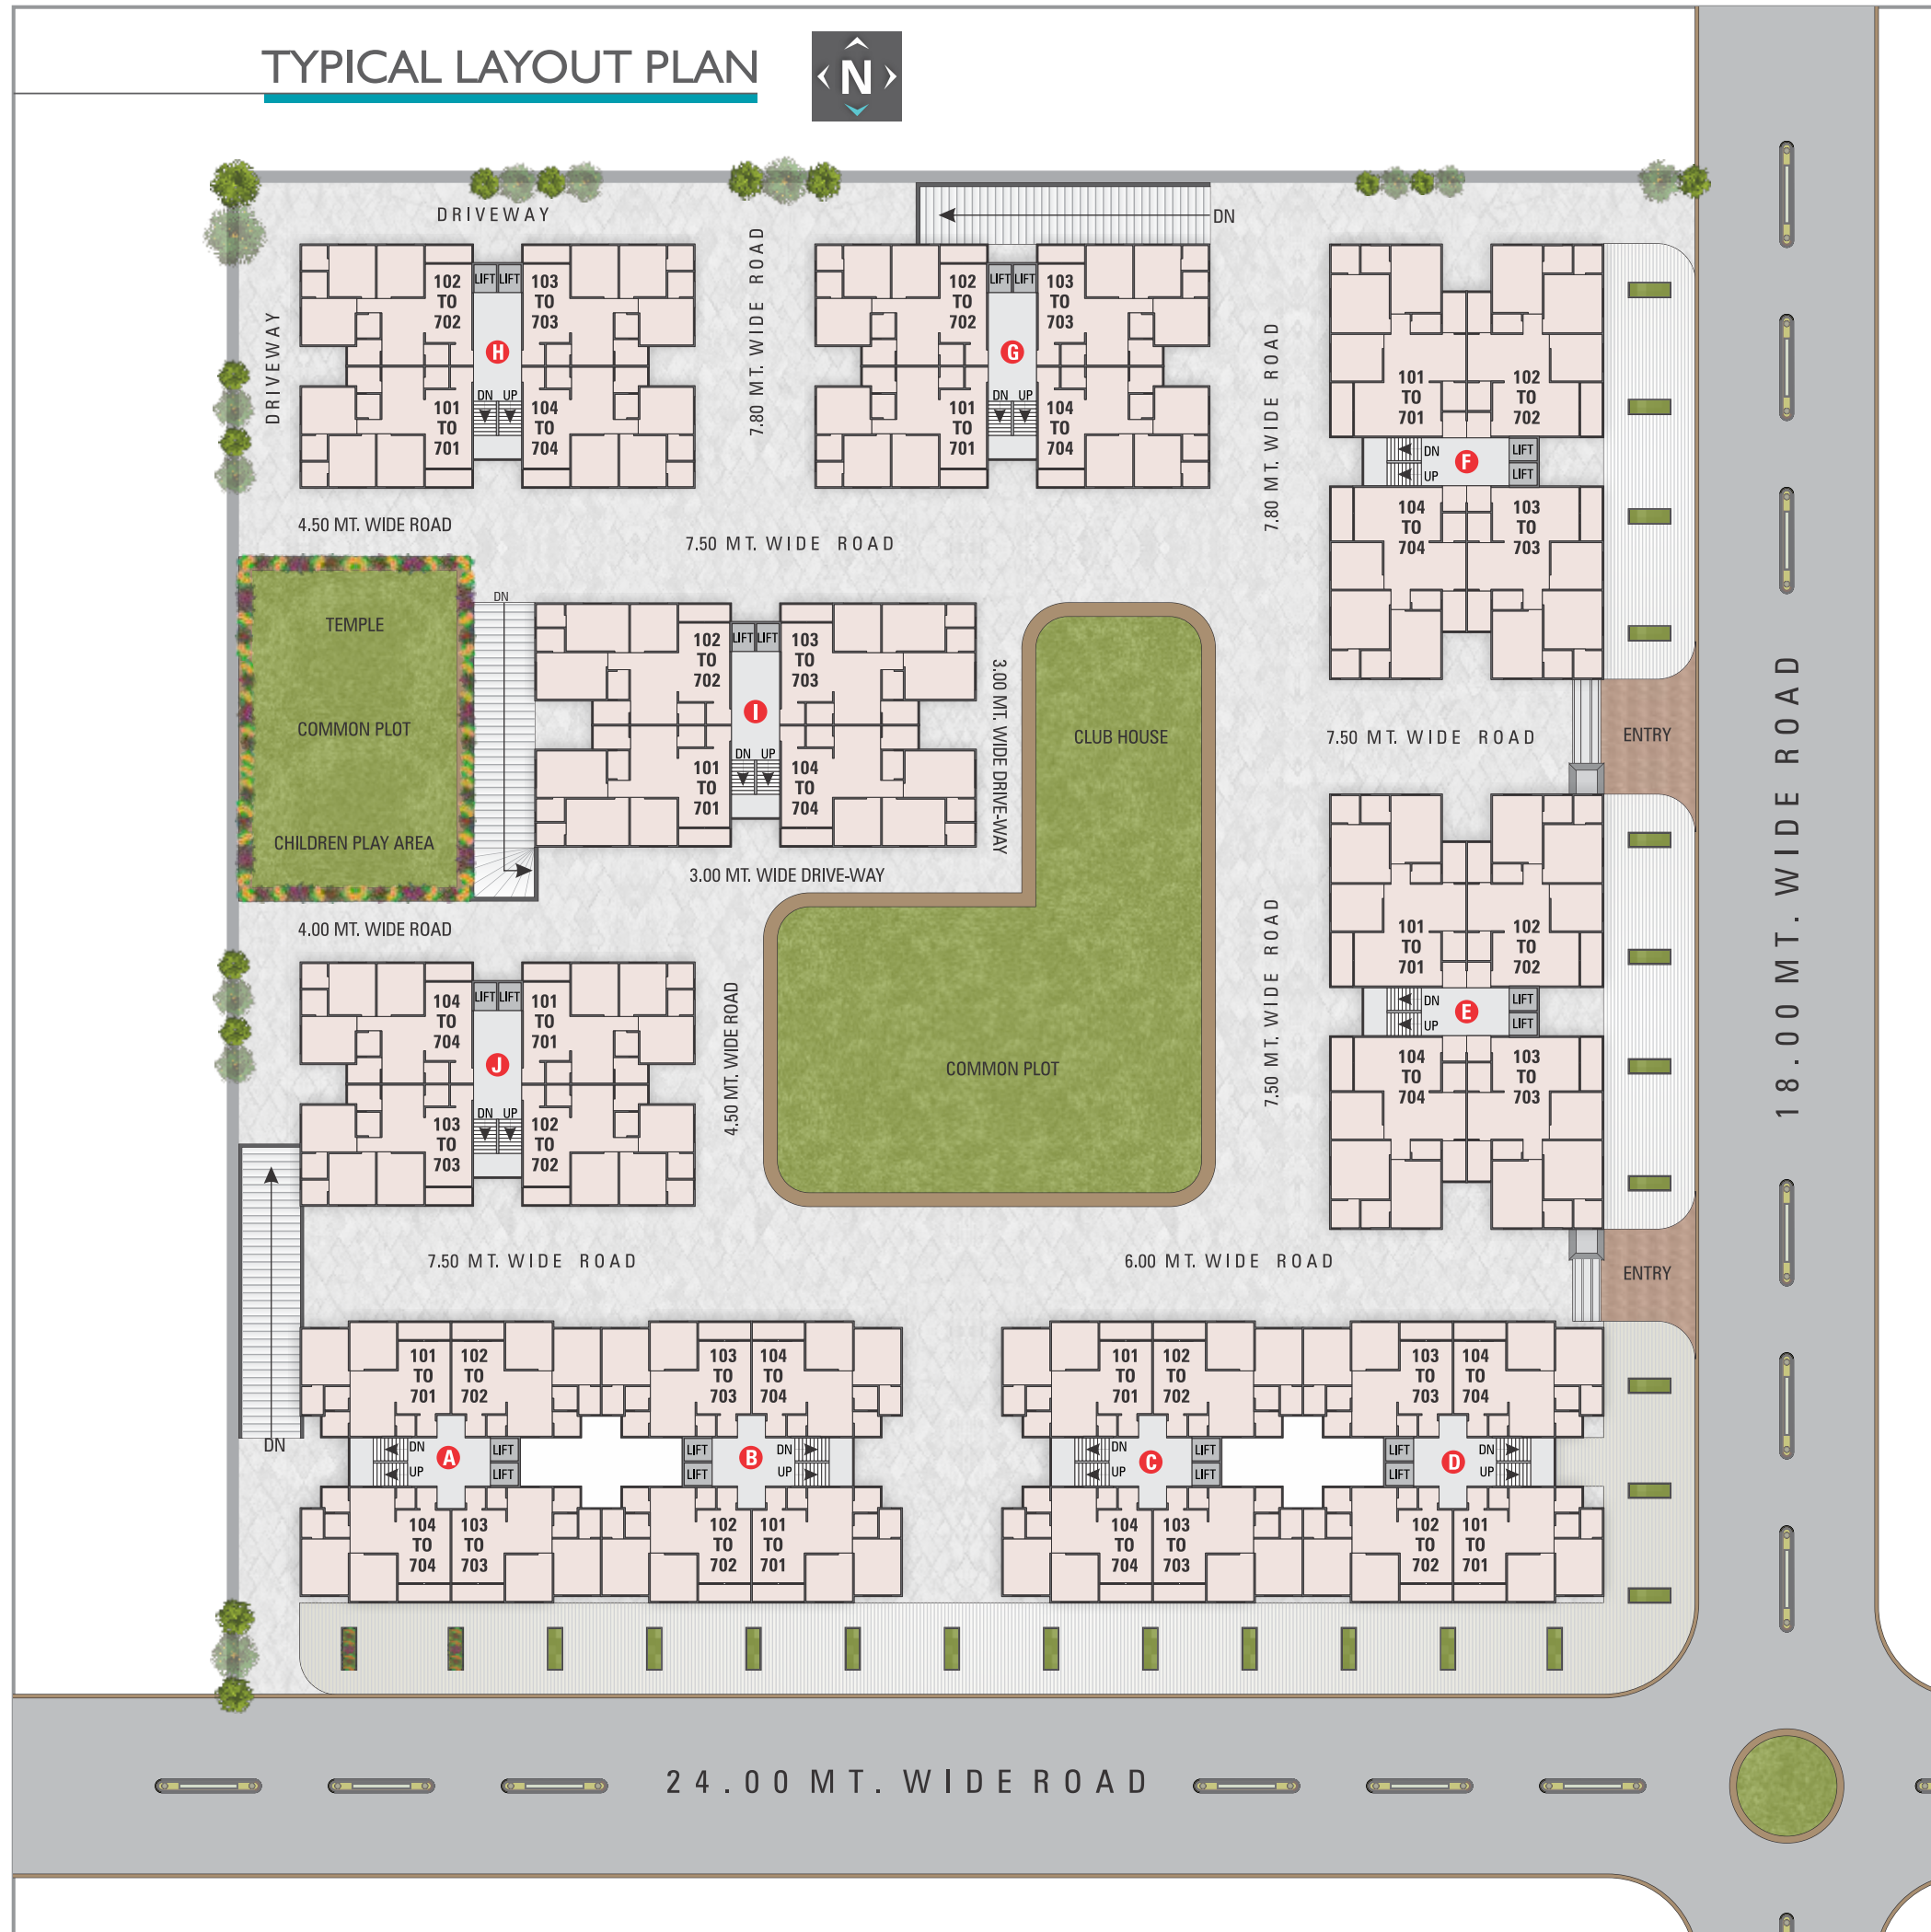 TYPICAL LAYOUT PLAN
N
DRIVEWAY
DN
DRIVEWAY
102
TO
702
LIFT
LIFT
103
TO
703
H
101
TO
701
DN
UP
104
TO
704
7.80 MT. WIDE ROAD
102
TO
702
LIFT
LIFT
103
TO
703
G
101
TO
701
DN
UP
104
TO
704
7.80 MT. WIDE ROAD
101
TO
701
102
TO
702
DN
UP
F
LIFT
LIFT
104
TO
704
103
TO
703
4.50 MT. WIDE ROAD
7.50 MT. WIDE ROAD
TEMPLE
COMMON PLOT
CHILDREN PLAY AREA
DN
102
TO
702
LIFT
LIFT
103
TO
703
I
101
TO
701
DN
UP
104
TO
704
3.00 MT. WIDE DRIVE-WAY
CLUB HOUSE
7.50 MT. WIDE ROAD
ENTRY
18.00 MT. WIDE ROAD
3.00 MT. WIDE DRIVE-WAY
4.00 MT. WIDE ROAD
104
TO
704
LIFT
LIFT
101
TO
701
J
103
TO
703
DN
UP
102
TO
702
4.50 MT. WIDE ROAD
COMMON PLOT
7.50 MT. WIDE ROAD
101
TO
701
102
TO
702
DN
UP
E
LIFT
LIFT
104
TO
704
103
TO
703
7.50 MT. WIDE ROAD
6.00 MT. WIDE ROAD
ENTRY
DN
101
TO
701
102
TO
702
DN
UP
A
LIFT
LIFT
104
TO
704
103
TO
703
103
TO
703
104
TO
704
LIFT
LIFT
B
DN
UP
102
TO
702
101
TO
701
101
TO
701
102
TO
702
DN
UP
C
LIFT
LIFT
104
TO
704
103
TO
703
103
TO
703
104
TO
704
LIFT
LIFT
D
DN
UP
102
TO
702
101
TO
701
24.00 MT. WIDE ROAD